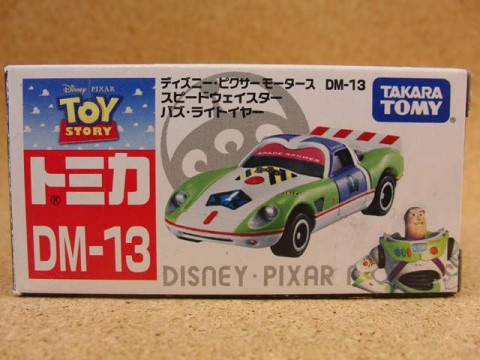 Disney · PIXAR
TOY
STORY
トミカ
®
DM-13
ディズニー・ピクサー モータース DM-13
スピードウェイスター
バズ・ライトイヤー
TAKARA
TOMY
SPACE RANGER
DISNEY · PIXAR